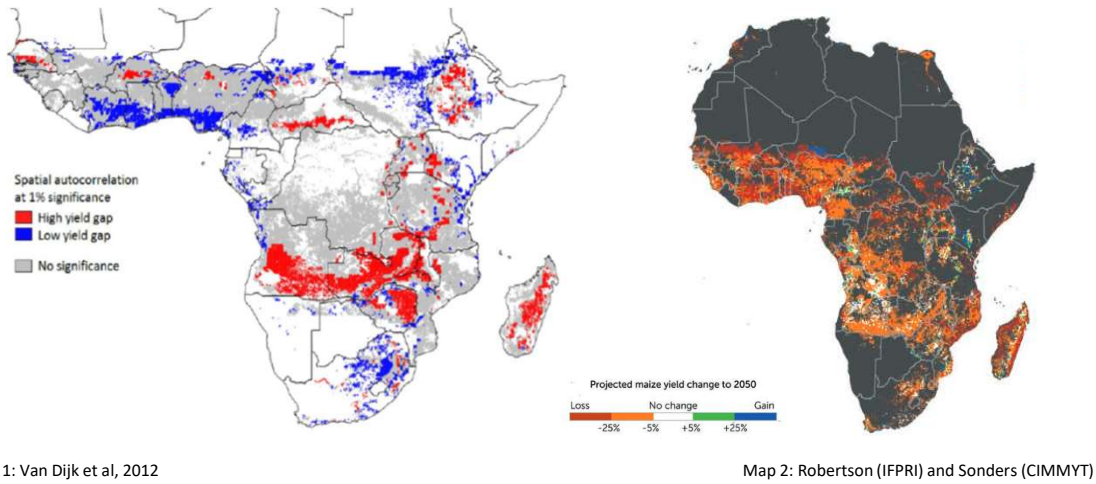 Spatial autocorrelation
at 1% significance
High yield gap
Low yield gap
No significance
Projected maize yield change to 2050
Loss No change Gain
-25% -5% +5% +25%
1: Van Dijk et al, 2012
Map 2: Robertson (IFPRI) and Sonders (CIMMYT)